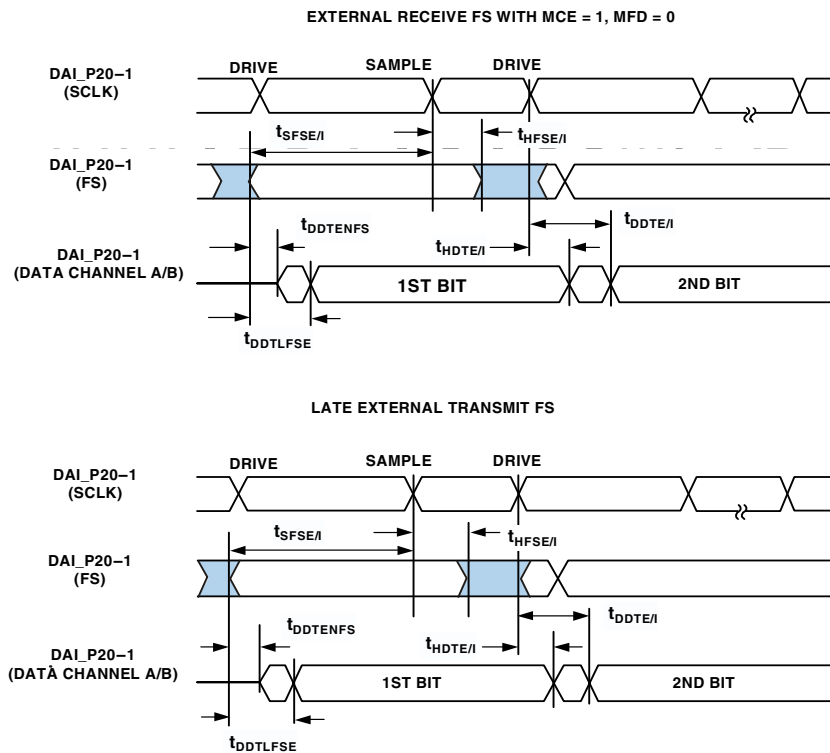 EXTERNAL RECEIVE FS WITH MCE = 1, MFD = 0
DRIVE SAMPLE DRIVE
DAI_P20–1
(SCLK)
tSFSE/I tHFSE/I
DAI_P20–1
(FS)
tDDTENFS tHDTE/I tDDTE/I
DAI_P20–1
(DATA CHANNEL A/B)
1ST BIT 2ND BIT
tDDTLFSE
LATE EXTERNAL TRANSMIT FS
DRIVE SAMPLE DRIVE
DAI_P20–1
(SCLK)
tSFSE/I tHFSE/I
DAI_P20–1
(FS)
tDDTENFS tHDTE/I tDDTE/I
DAI_P20–1
(DATA CHANNEL A/B)
1ST BIT 2ND BIT
tDDTLFSE